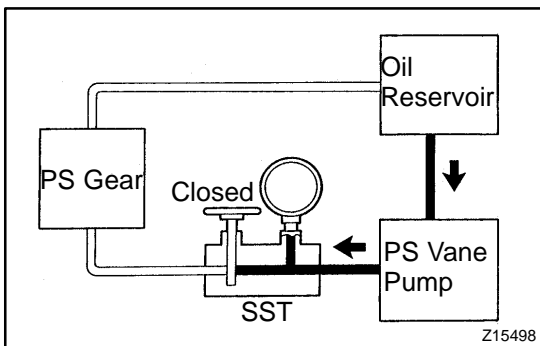 Oil
Reservoir
PS Gear
Closed
PS Vane
Pump
SST
Z15498